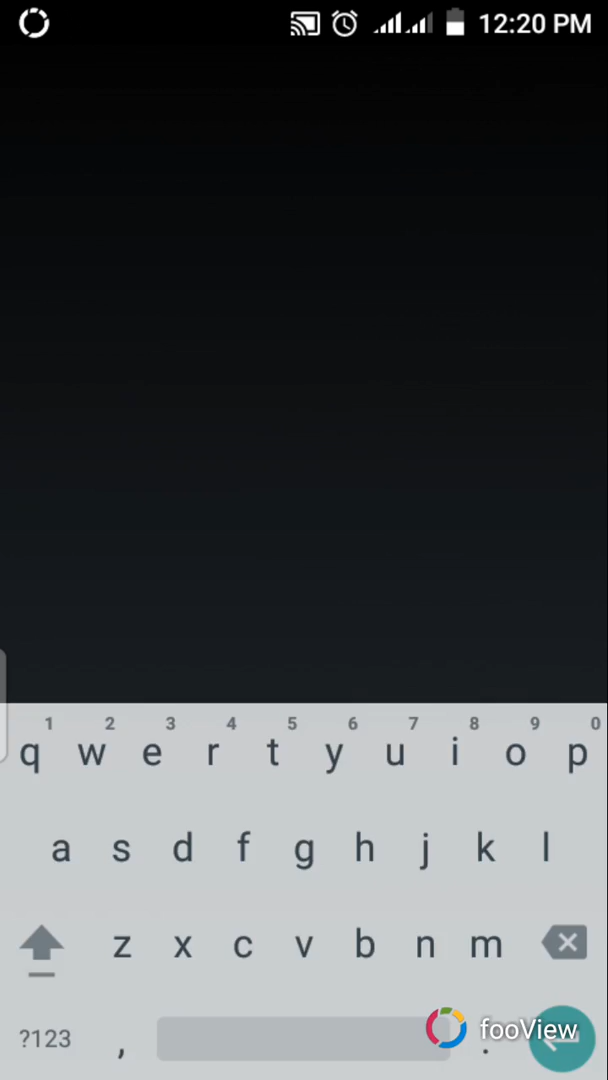 12:20 PM
1 2 3 4 5 6 7 8 9 0
q w e r t y u i o p
a s d f g h j k l
z x c v b n m
?123 , fooView .